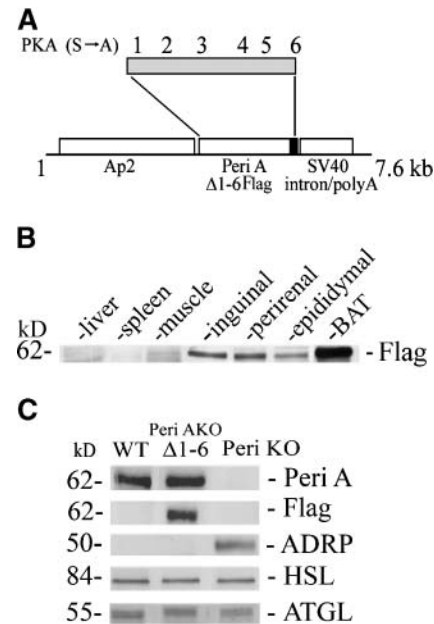 A
PKA (S→A) 1 2 3 4 5 6
1 Ap2 Peri A Δ1-6Flag SV40 intron/polyA 7.6 kb
B
kD -liver -spleen -muscle -inguinal -perirenal -epididymal -BAT
62- - Flag
C
kD WT Peri AKO Δ1-6 Peri KO
62- - Peri A
62- - Flag
50- - ADRP
84- - HSL
55- - ATGL